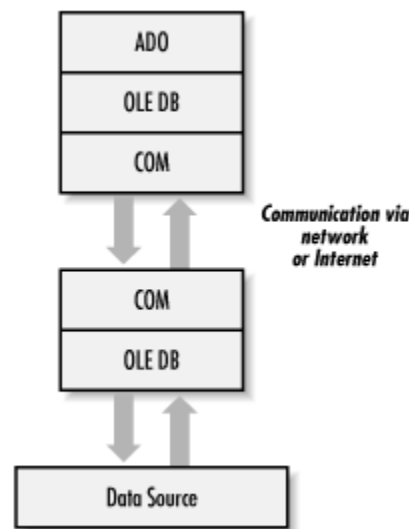 ADO
OLE DB
COM
Communication via
network
or Internet
COM
OLE DB
Data Source